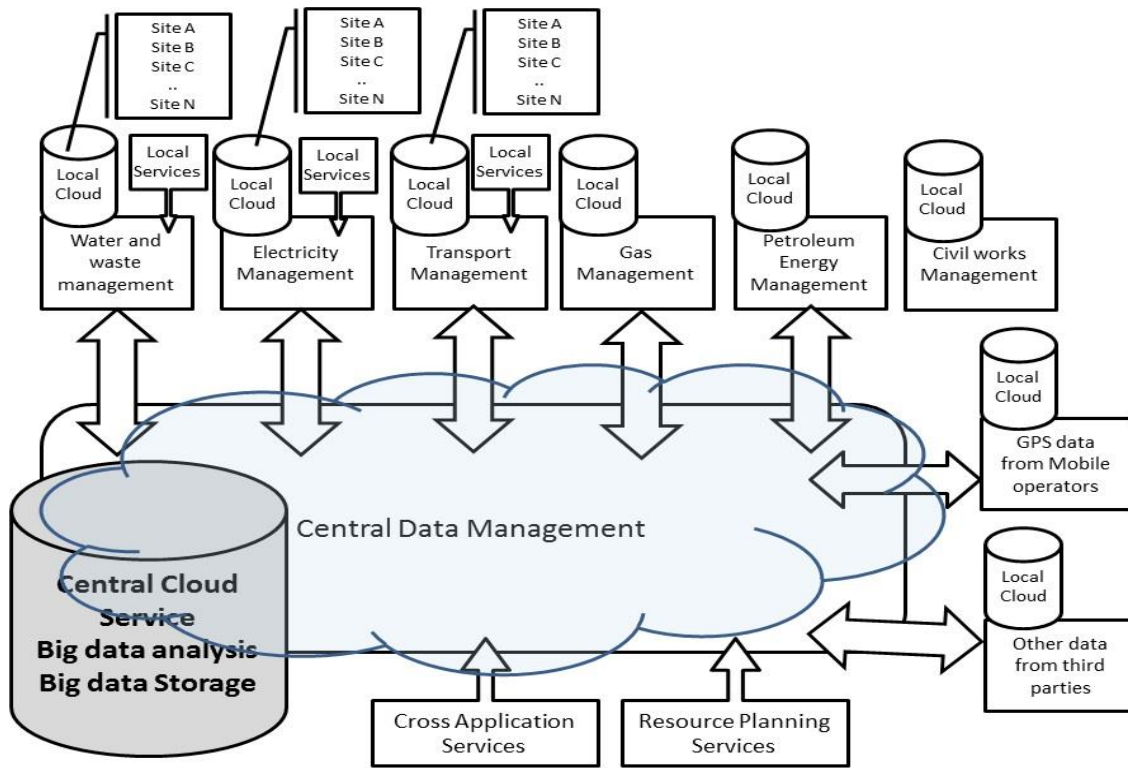 Site A
Site B
Site C
..
Site N
Site A
Site B
Site C
..
Site N
Site A
Site B
Site C
..
Site N
Local
Cloud
Local
Services
Local
Cloud
Local
Services
Local
Cloud
Local
Services
Local
Cloud
Local
Cloud
Local
Cloud
Water and
waste
management
Electricity
Management
Transport
Management
Gas
Management
Petroleum
Energy
Management
Civil works
Management
Local
Cloud
GPS data
from Mobile
operators
Central Data Management
Local
Cloud
Other data
from third
parties
Central Cloud
Service
Big data analysis
Big data Storage
Cross Application
Services
Resource Planning
Services